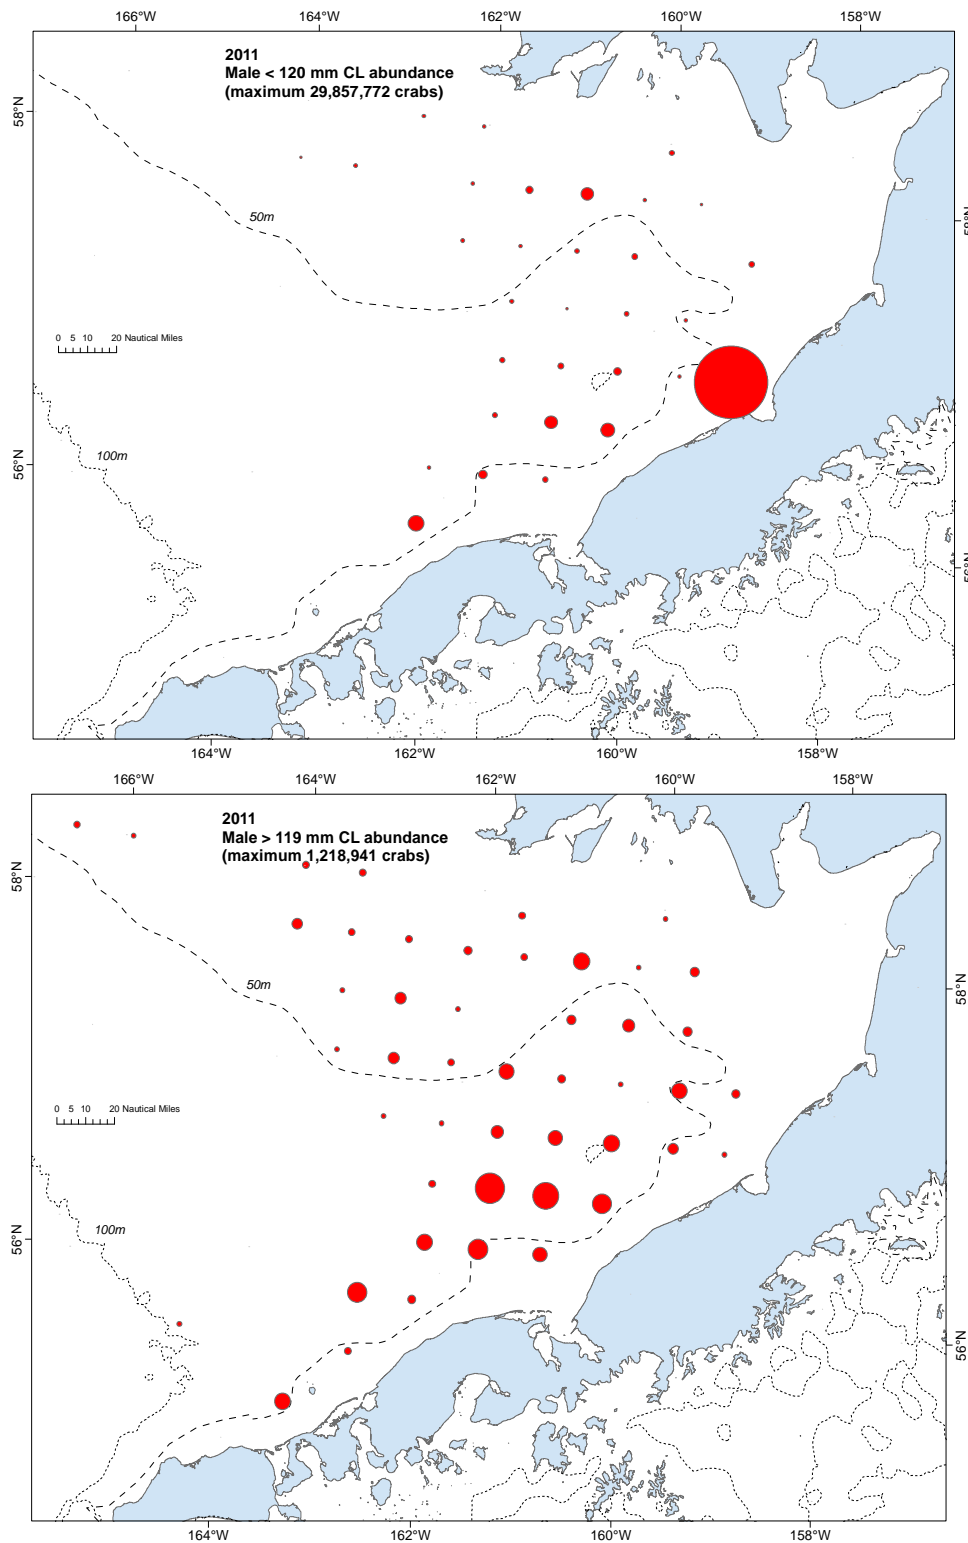 166°W 164°W 162°W 160°W 158°W
2011
Male < 120 mm CL abundance
(maximum 29,857,772 crabs)
58°N
50m
58°N
0 5 10 20 Nautical Miles
100m
56°N
56°N
164°W 162°W 160°W 158°W
166°W 164°W 162°W 160°W 158°W
2011
Male > 119 mm CL abundance
(maximum 1,218,941 crabs)
58°N
50m
58°N
0 5 10 20 Nautical Miles
100m
56°N
56°N
164°W 162°W 160°W 158°W